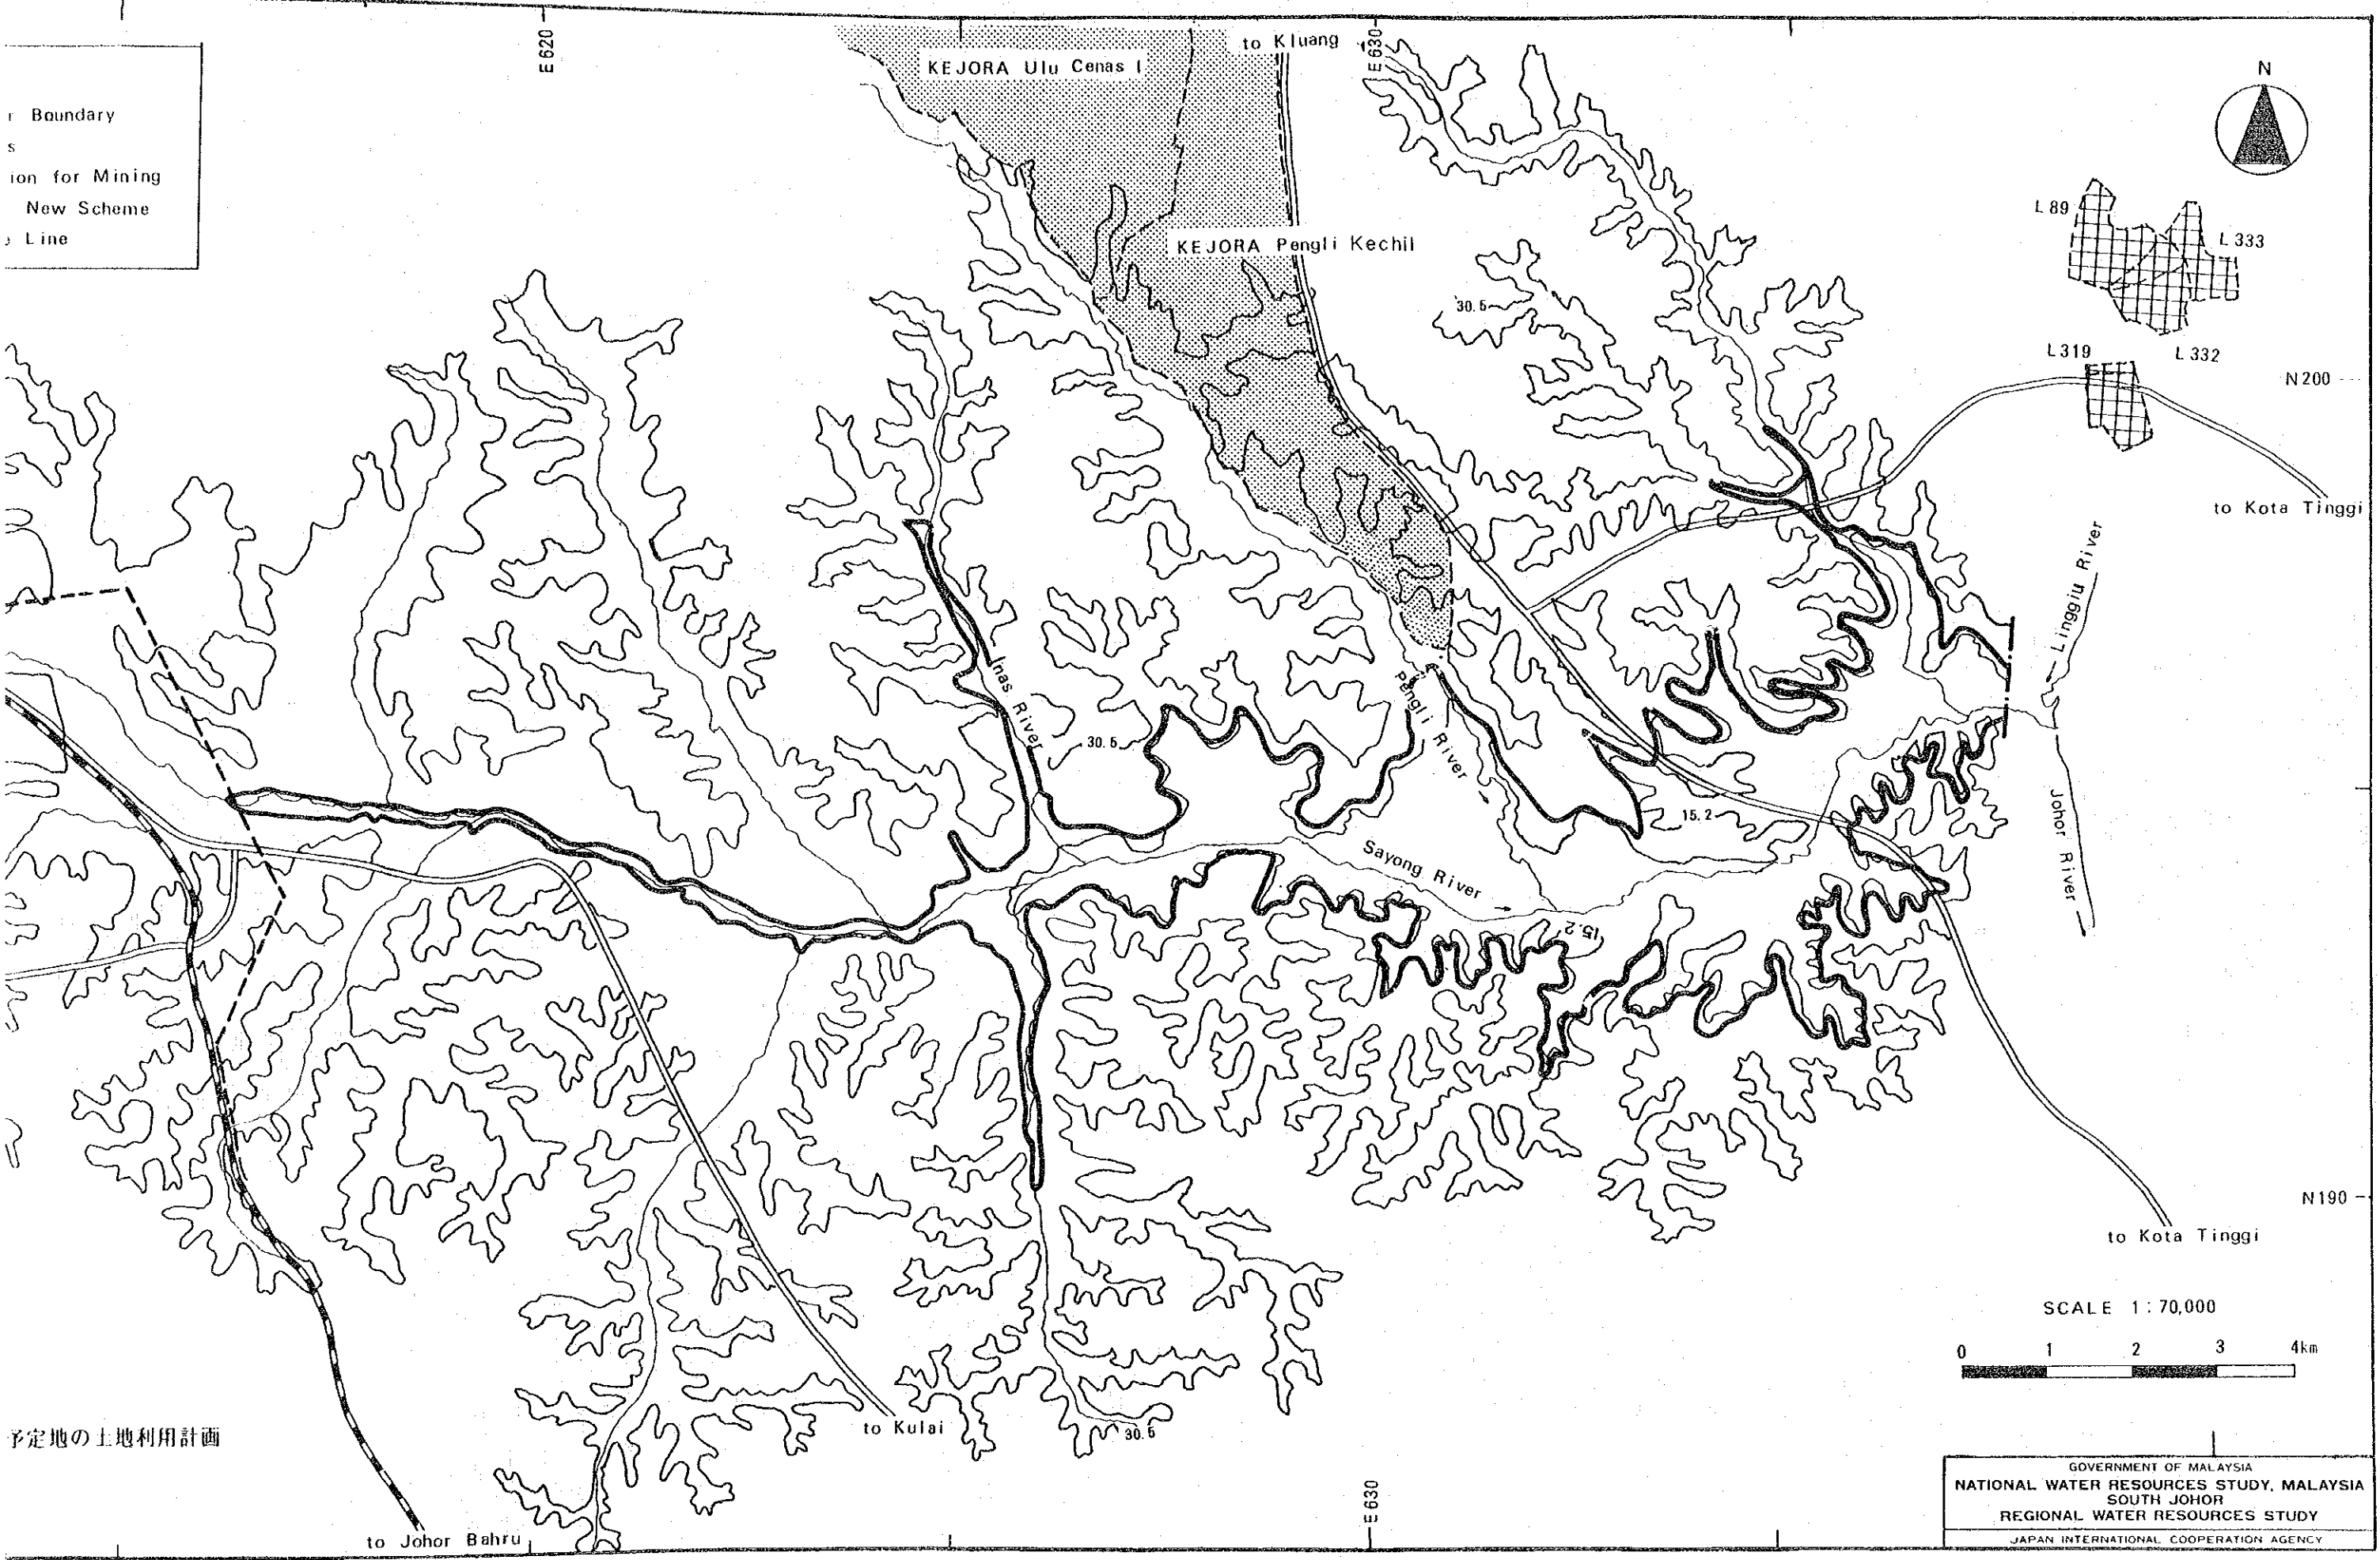 E 620
to Kluang
E 630
KEJORA Ulu Cenas I
N
r Boundary
s
ion for Mining
New Scheme
Line
L 89
L 333
KEJORA Pengli Kechil
30.5
L 319
L 332
N 200
to Kota Tinggi
Linggiu River
Inas River
Pengli River
30.5
15.2
Johor River
Sayong River
15.2
N 190
to Kota Tinggi
SCALE 1 : 70,000
0 1 2 3 4km
to Kulai
30.5
予定地の土地利用計画
E 630
to Johor Bahru
GOVERNMENT OF MALAYSIA
NATIONAL WATER RESOURCES STUDY, MALAYSIA
SOUTH JOHOR
REGIONAL WATER RESOURCES STUDY
JAPAN INTERNATIONAL COOPERATION AGENCY